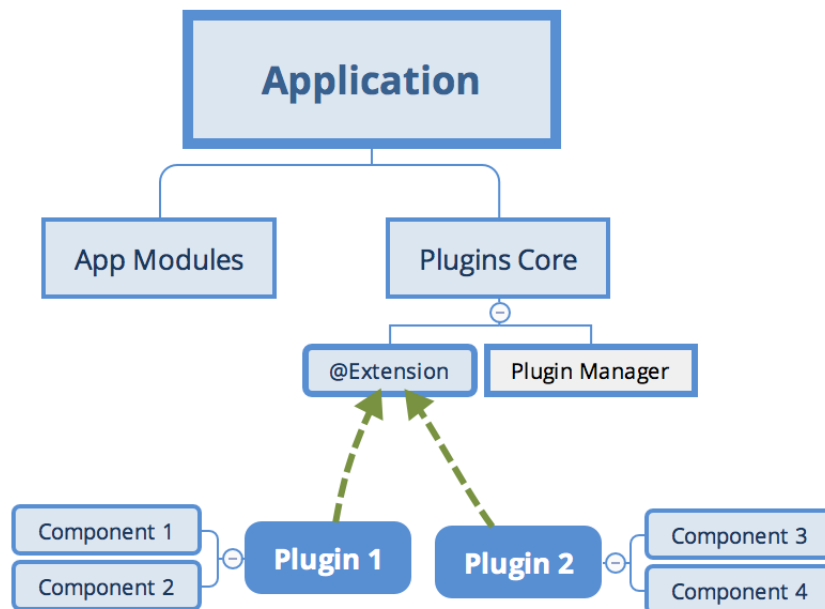 Application
App Modules
Plugins Core
@Extension
Plugin Manager
Component 1
Component 2
Plugin 1
Plugin 2
Component 3
Component 4